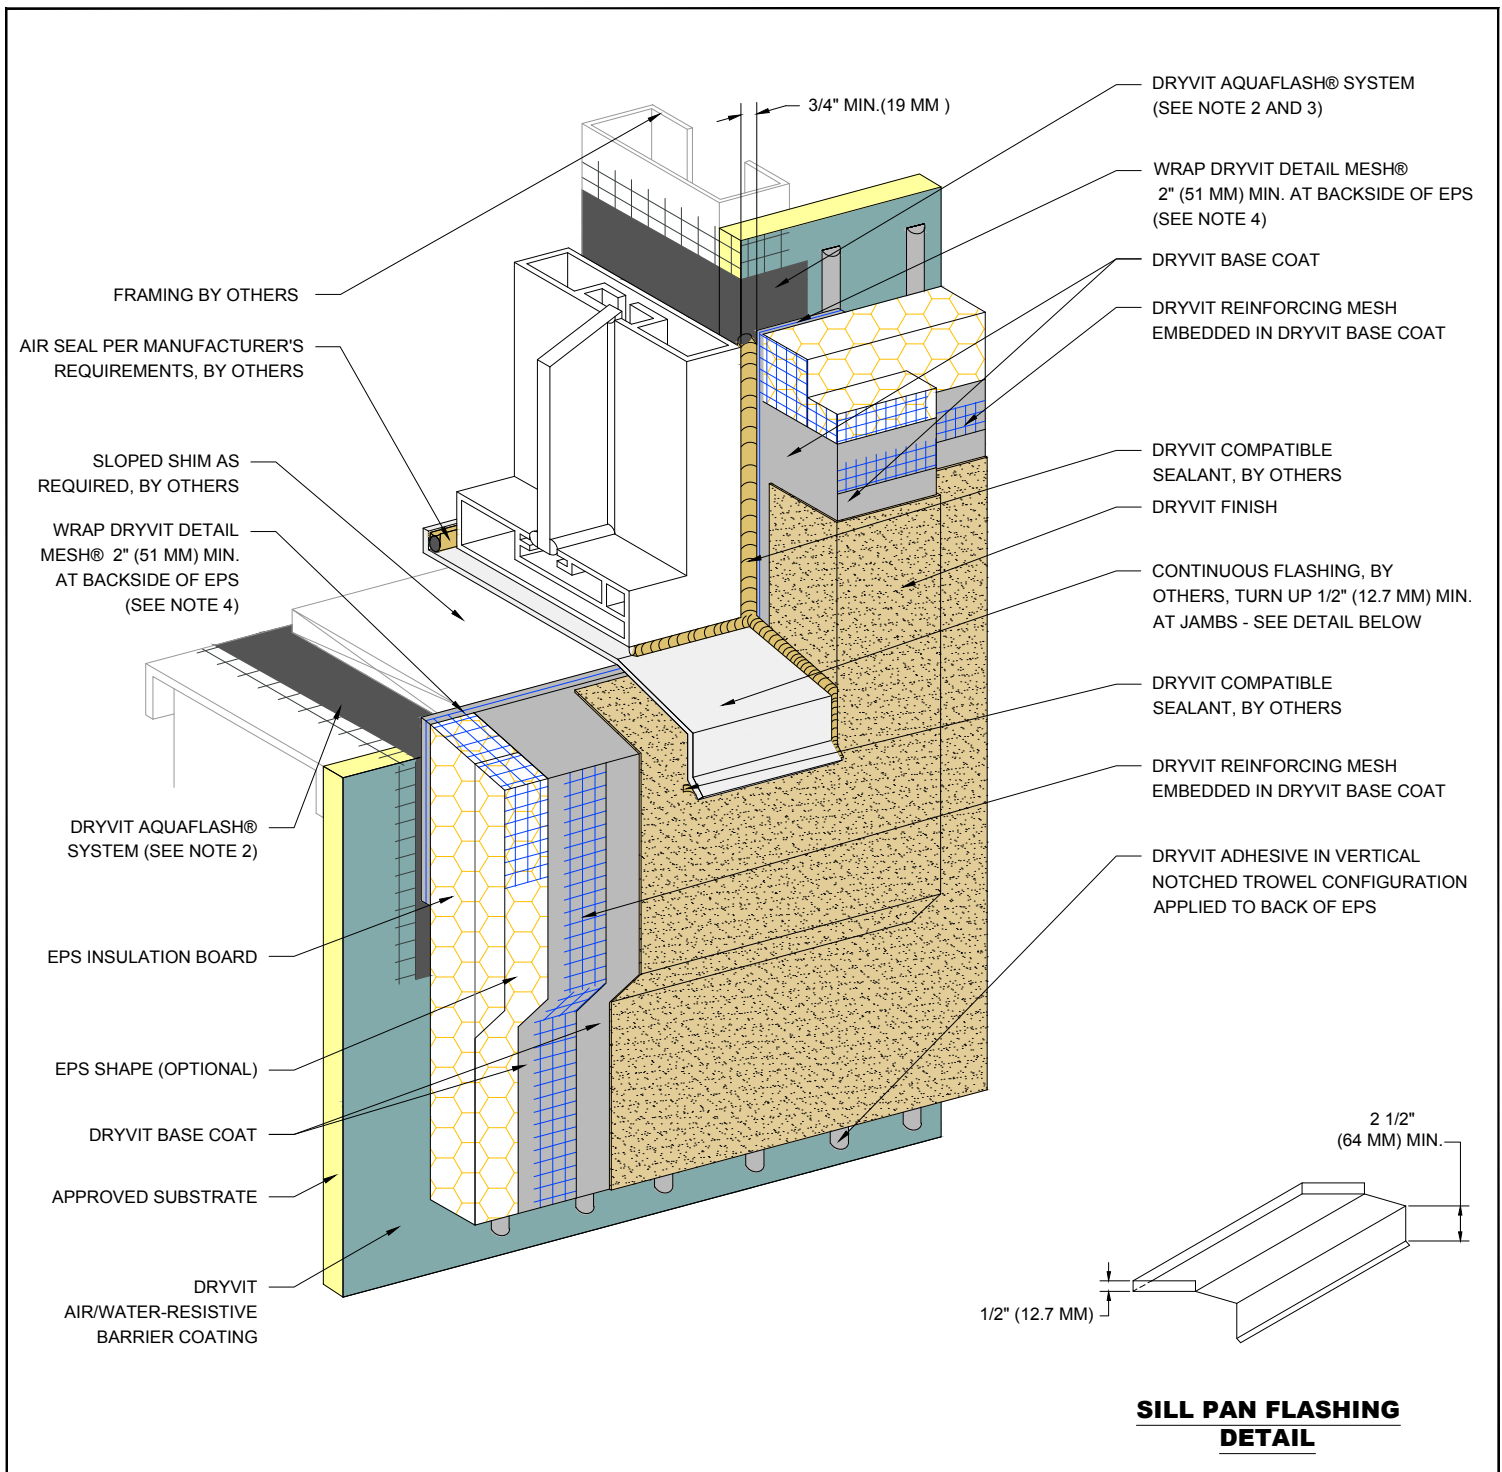 3/4" MIN.(19 MM )
DRYVIT AQUAFLASH® SYSTEM
(SEE NOTE 2 AND 3)
WRAP DRYVIT DETAIL MESH®
2" (51 MM) MIN. AT BACKSIDE OF EPS
(SEE NOTE 4)
DRYVIT BASE COAT
DRYVIT REINFORCING MESH
EMBEDDED IN DRYVIT BASE COAT
DRYVIT COMPATIBLE
SEALANT, BY OTHERS
DRYVIT FINISH
CONTINUOUS FLASHING, BY
OTHERS, TURN UP 1/2" (12.7 MM) MIN.
AT JAMBS - SEE DETAIL BELOW
DRYVIT COMPATIBLE
SEALANT, BY OTHERS
DRYVIT REINFORCING MESH
EMBEDDED IN DRYVIT BASE COAT
DRYVIT ADHESIVE IN VERTICAL
NOTCHED TROWEL CONFIGURATION
APPLIED TO BACK OF EPS
FRAMING BY OTHERS
AIR SEAL PER MANUFACTURER'S
REQUIREMENTS, BY OTHERS
SLOPED SHIM AS
REQUIRED, BY OTHERS
WRAP DRYVIT DETAIL
MESH® 2" (51 MM) MIN.
AT BACKSIDE OF EPS
(SEE NOTE 4)
DRYVIT AQUAFLASH®
SYSTEM (SEE NOTE 2)
EPS INSULATION BOARD
EPS SHAPE (OPTIONAL)
DRYVIT BASE COAT
APPROVED SUBSTRATE
DRYVIT
AIR/WATER-RESISTIVE
BARRIER COATING
2 1/2"
(64 MM) MIN.
1/2" (12.7 MM)
SILL PAN FLASHING
DETAIL